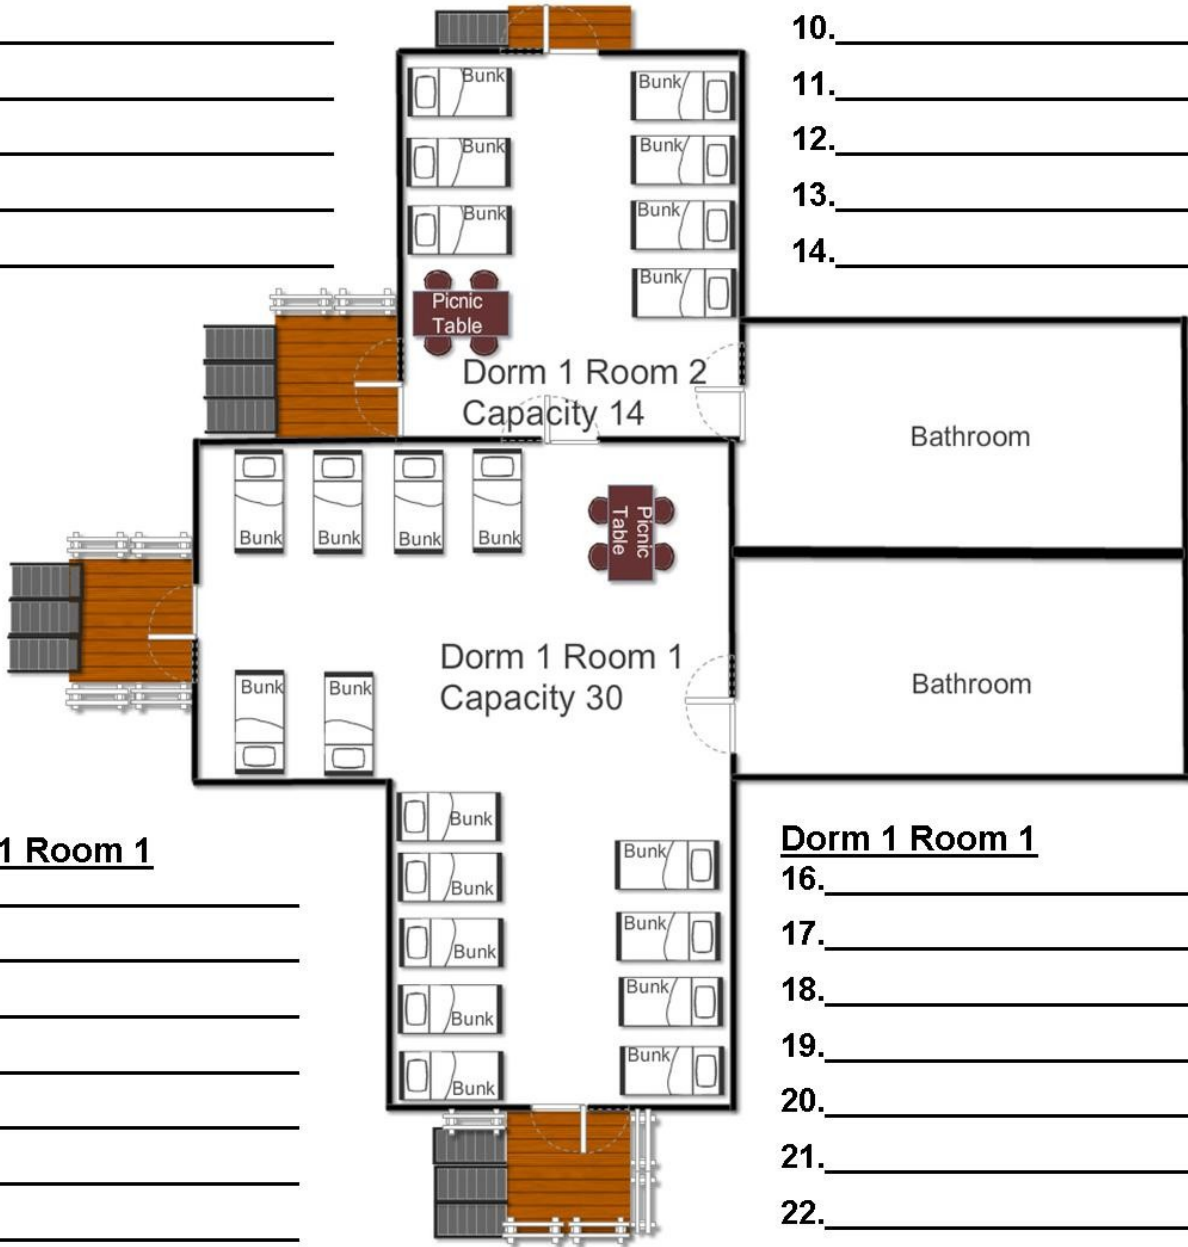 10.
11.
12.
13.
14.
Bunk
Bunk
Bunk
Bunk
Bunk
Bunk
Bunk
Picnic
Table
Dorm 1 Room 2
Capacity 14
Bathroom
Bunk
Bunk
Bunk
Bunk
Picnic
Table
Dorm 1 Room 1
Capacity 30
Bathroom
Bunk
Bunk
Bunk
Bunk
Bunk
Bunk
Bunk
Bunk
Bunk
Bunk
Bunk
1 Room 1
Dorm 1 Room 1
16.
17.
18.
19.
20.
21.
22.